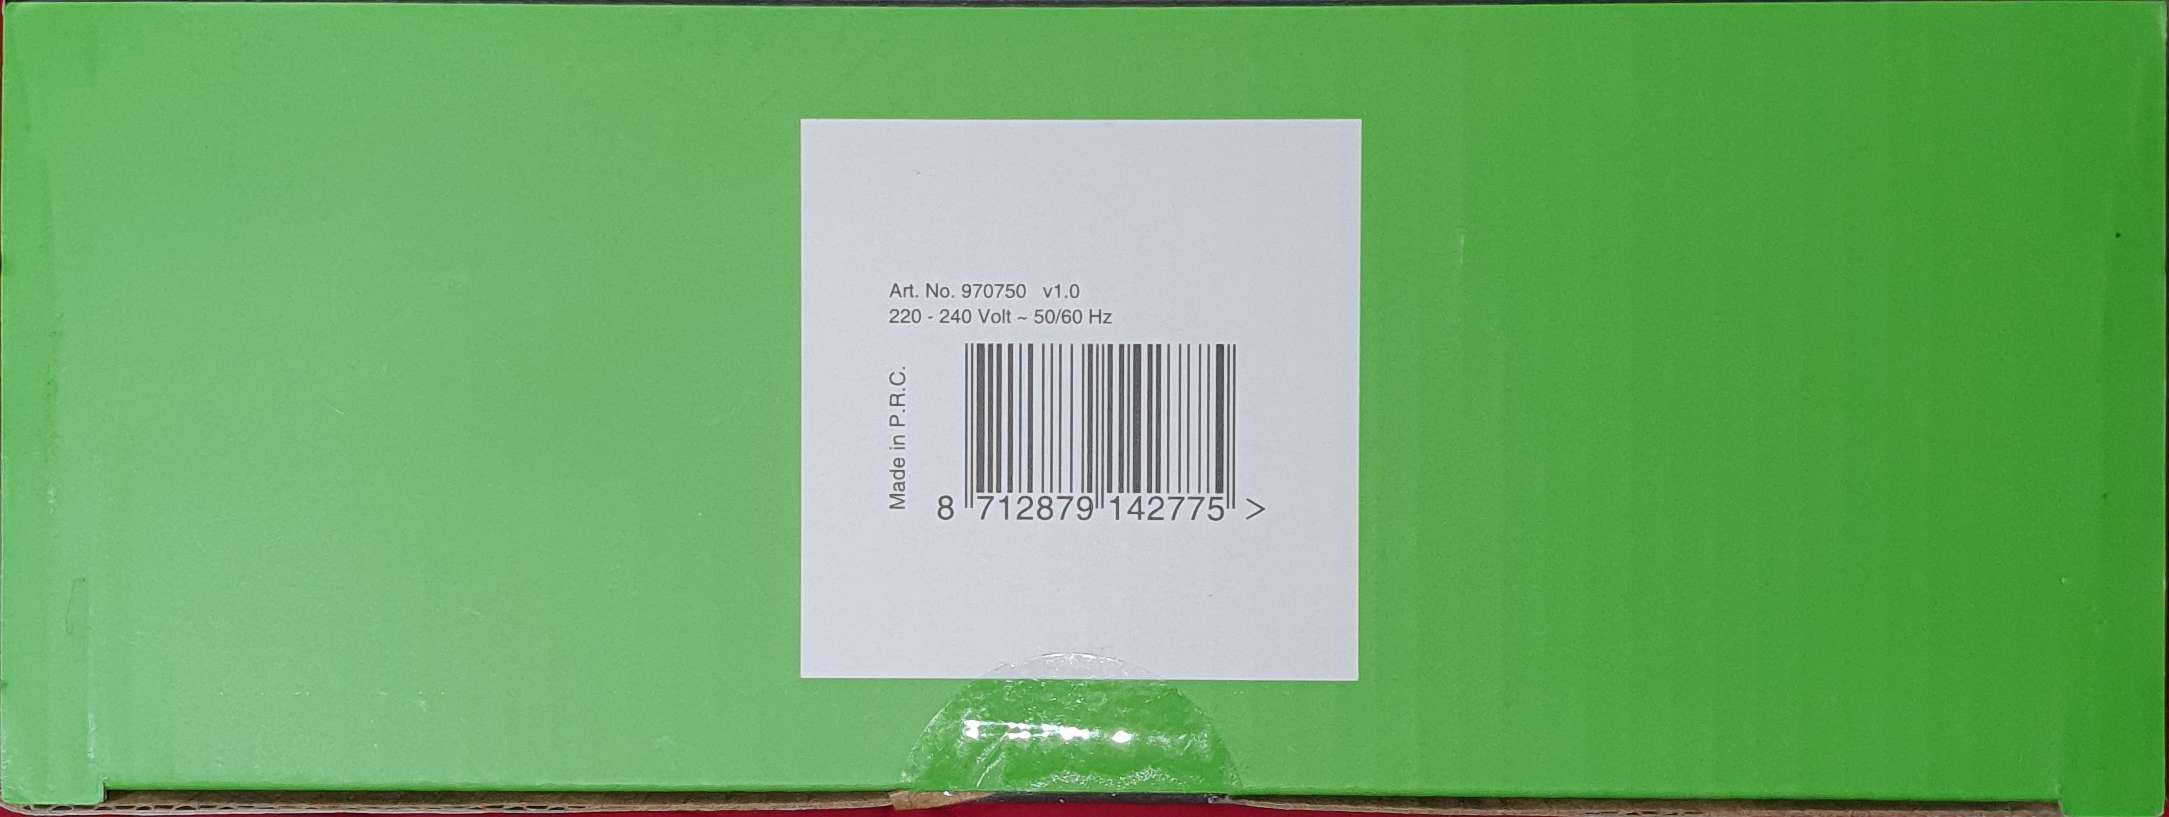 Art. No. 970750 v1.0
220 - 240 Volt ~ 50/60 Hz
Made in P.R.C.
8 712879 142775 >